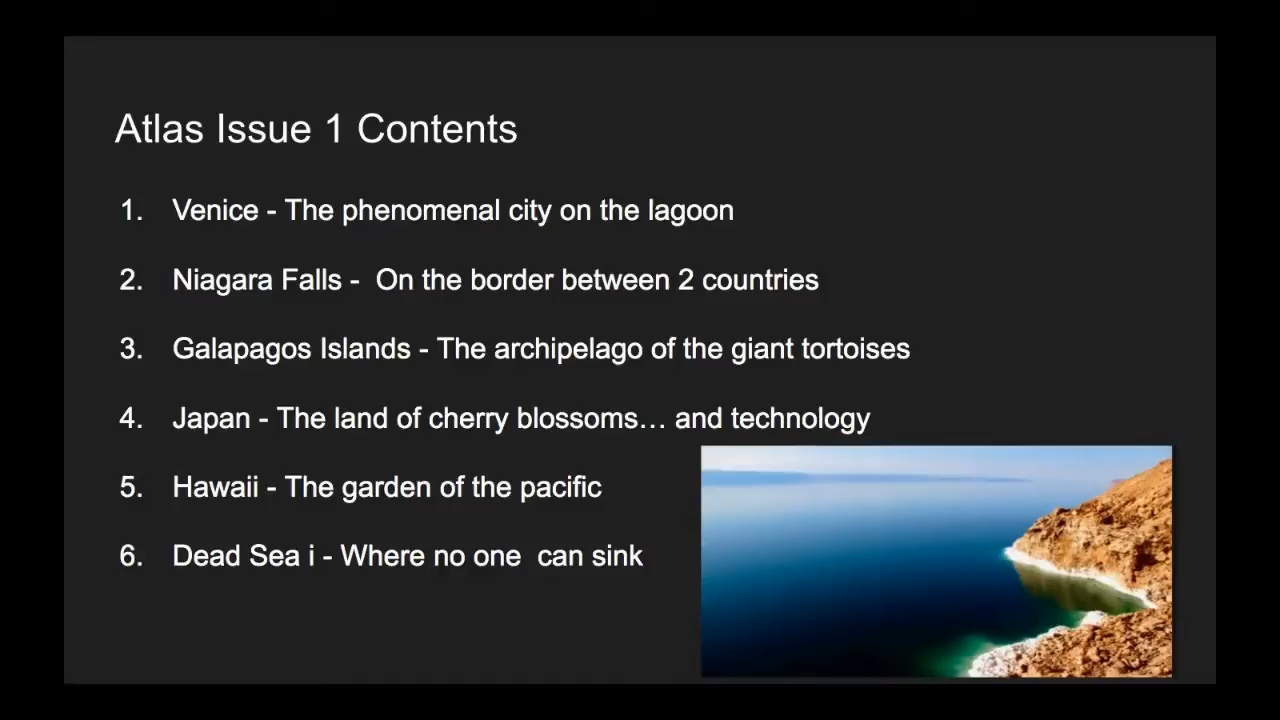 Atlas Issue 1 Contents
1. Venice - The phenomenal city on the lagoon
2. Niagara Falls -  On the border between 2 countries
3. Galapagos Islands - The archipelago of the giant tortoises
4. Japan - The land of cherry blossoms… and technology
5. Hawaii - The garden of the pacific
6. Dead Sea i - Where no one  can sink